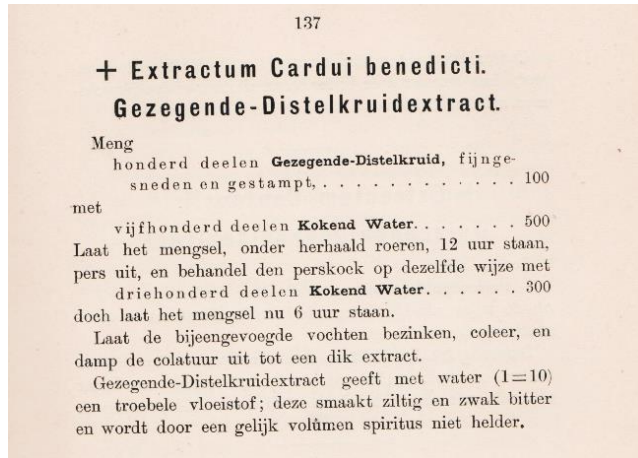 137
+ Extractum Cardui benedicti.
Gezegende-Distelkruidextract.
Meng
honderd deelen Gezegende-Distelkruid, fijnge-
sneden en gestampt, . . . . . . . . . . . . 100
met
vijfhonderd deelen Kokend Water. . . . . . . 500
Laat het mengsel, onder herhaald roeren, 12 uur staan,
pers uit, en behandel den perskoek op dezelfde wijze met
driehonderd deelen Kokend Water. . . . . . 300
doch laat het mengsel nu 6 uur staan.
Laat de bijeengevoegde vochten bezinken, coleer, en
damp de colatuur uit tot een dik extract.
Gezegende-Distelkruidextract geeft met water (1=10)
een troebele vloeistof; deze smaakt ziltig en zwak bitter
en wordt door een gelijk volumen spiritus niet helder.